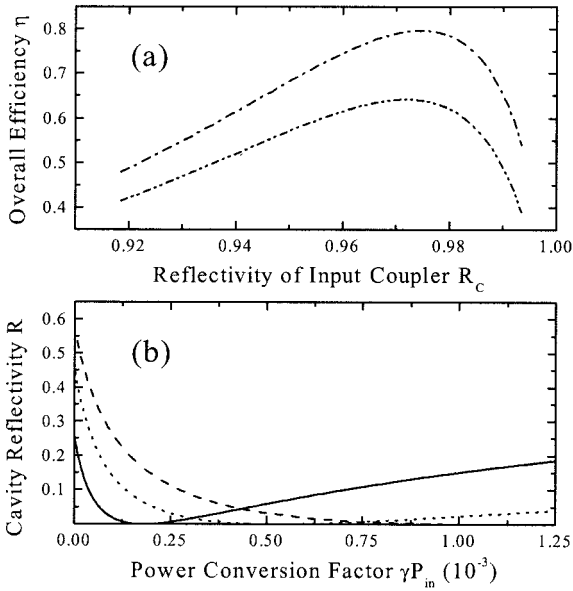 (a)
Overall Efficiency η
0.8
0.7
0.6
0.5
0.4
0.92 0.94 0.96 0.98 1.00
Reflectivity of Input Coupler R_C
(b)
Cavity Reflectivity R
0.6
0.5
0.4
0.3
0.2
0.1
0.00 0.25 0.50 0.75 1.00 1.25
Power Conversion Factor γP_in (10^-3)